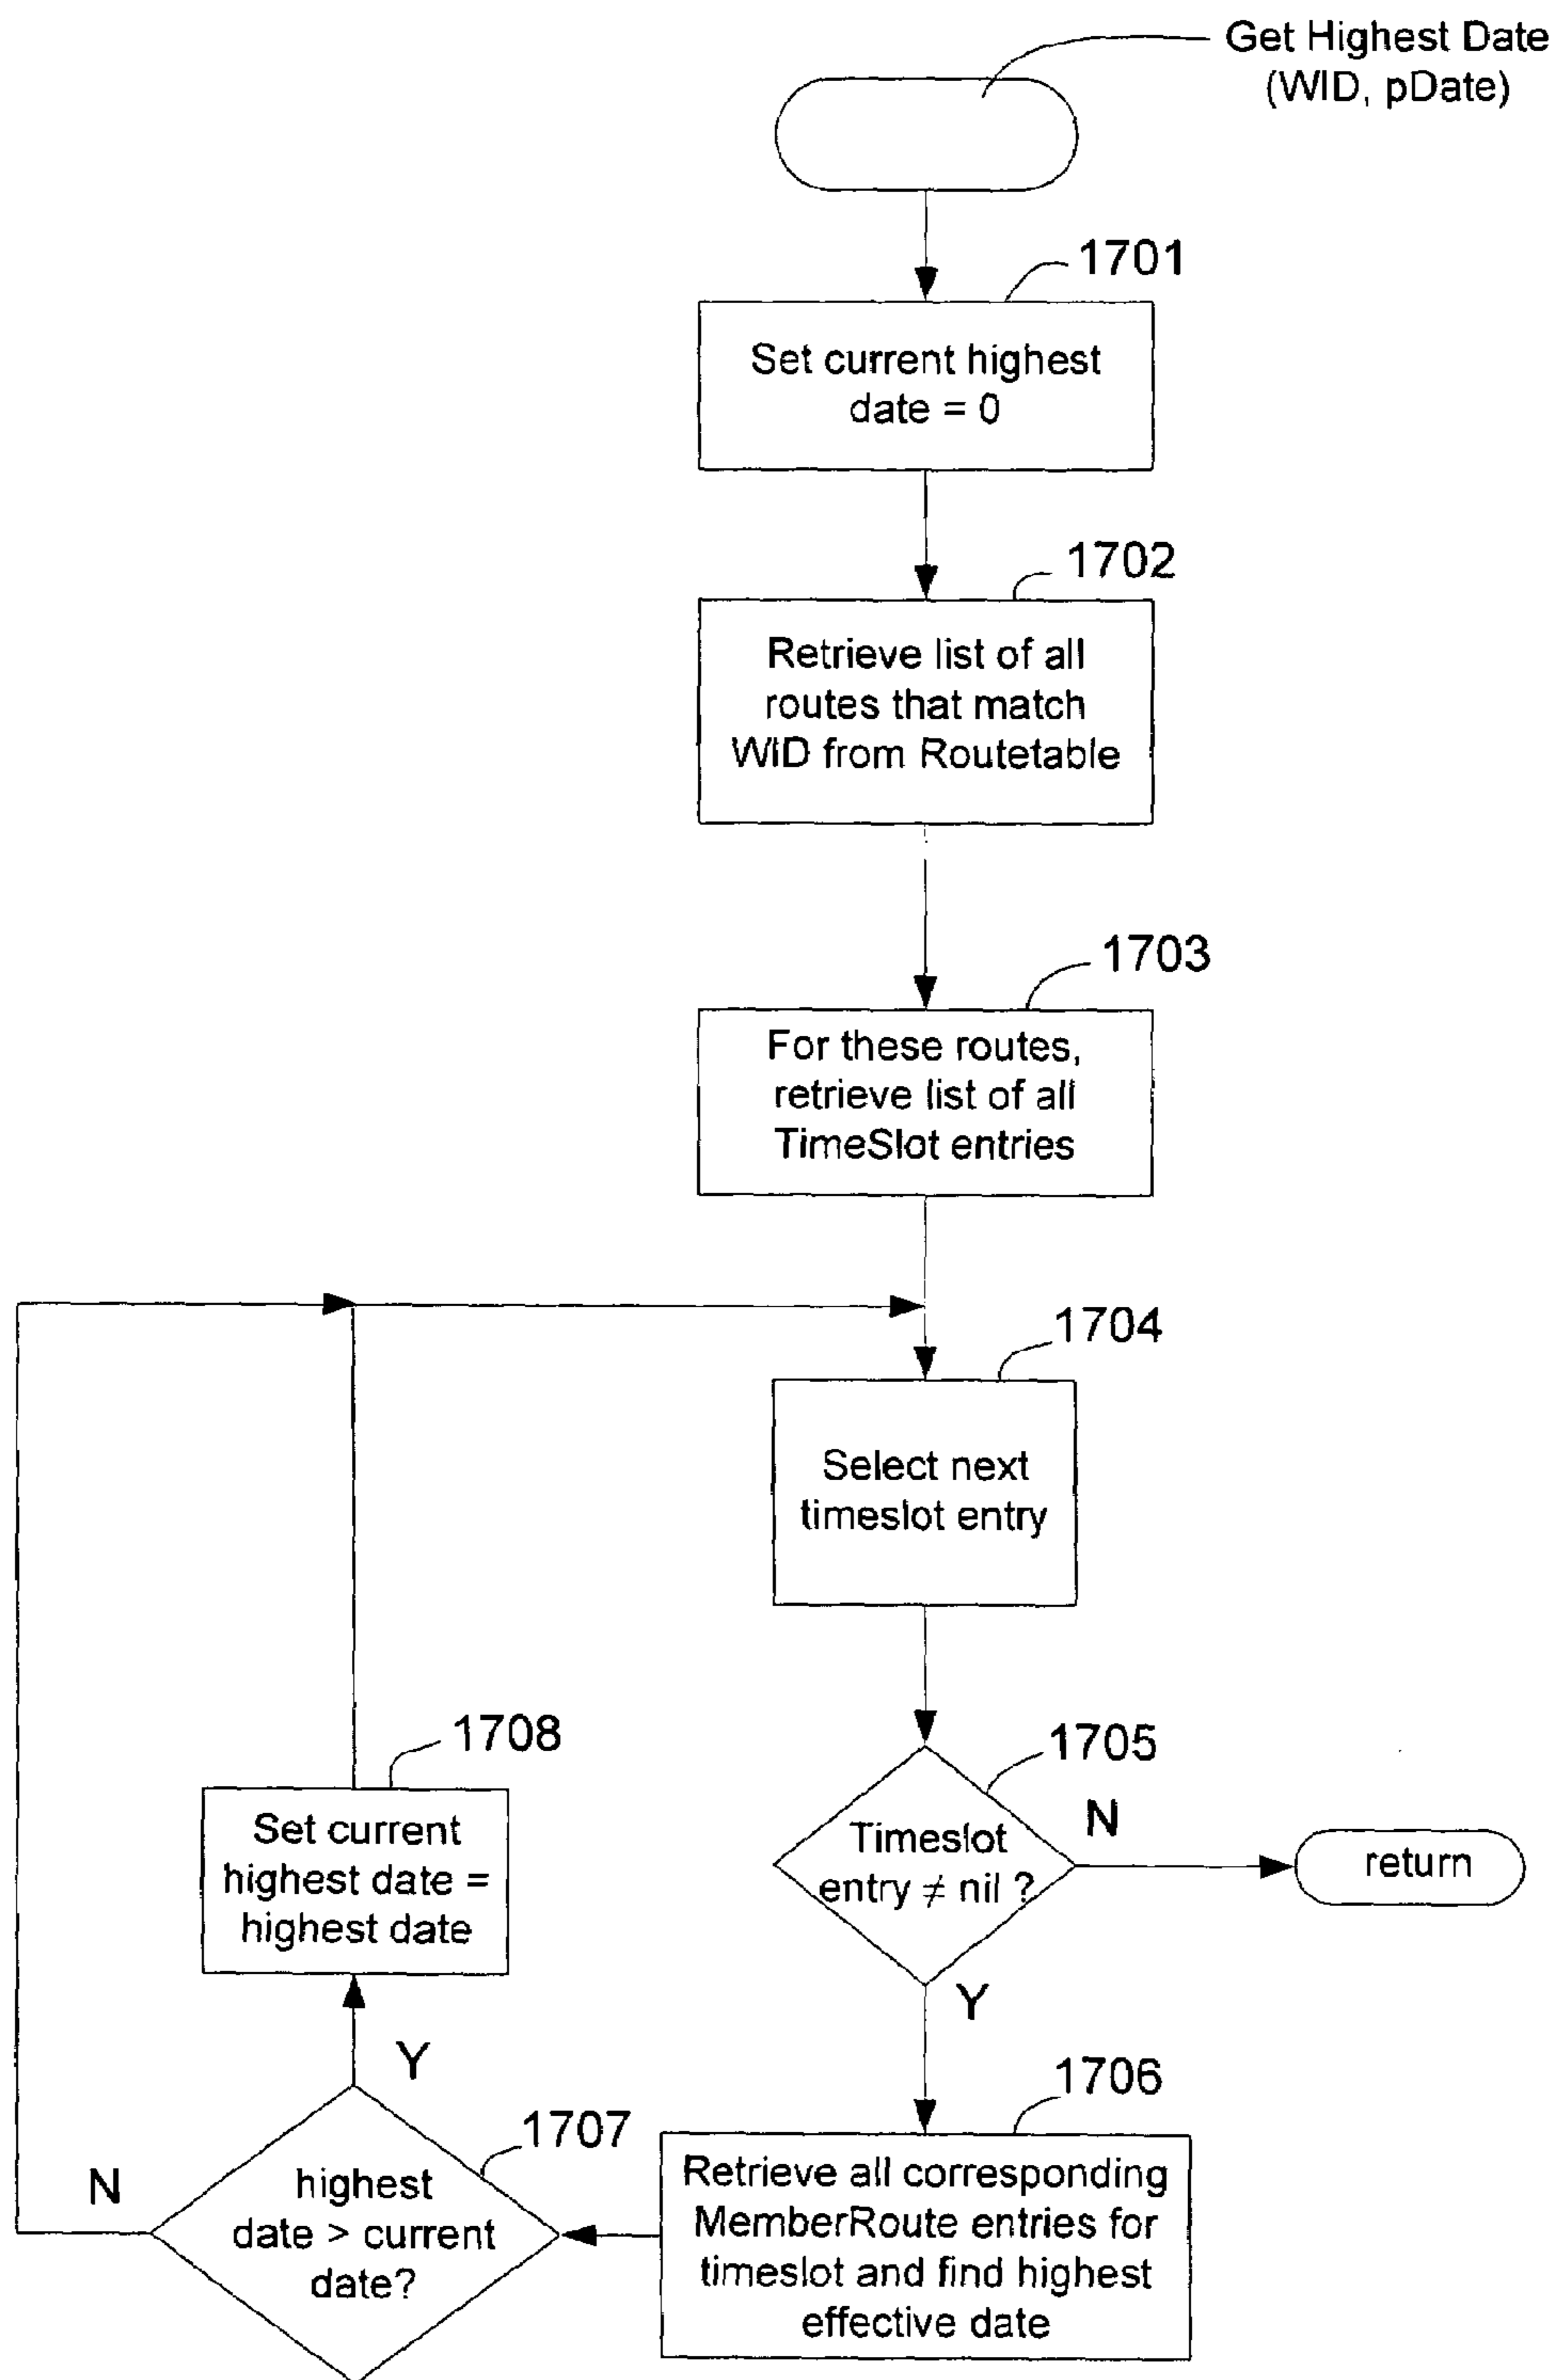 Get Highest Date
(WID, pDate)
1701
Set current highest
date = 0
1702
Retrieve list of all
routes that match
WID from Routetable
1703
For these routes,
retrieve list of all
TimeSlot entries
1704
Select next
timeslot entry
1705
Timeslot
entry ≠ nil ?
N
return
Y
1706
Retrieve all corresponding
MemberRoute entries for
timeslot and find highest
effective date
1707
highest
date > current
date?
N
Y
1708
Set current
highest date =
highest date